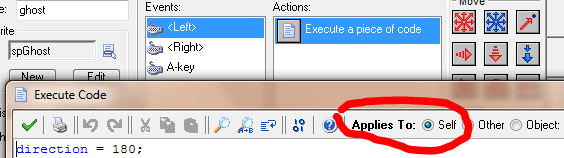 me: ghost
Events:
Actions:
Move
<Left>
Execute a piece of code
rite
spGhost
<Right>
A-key
New
Edit
Execute Code
Applies To: Self Other Object:
direction = 180;